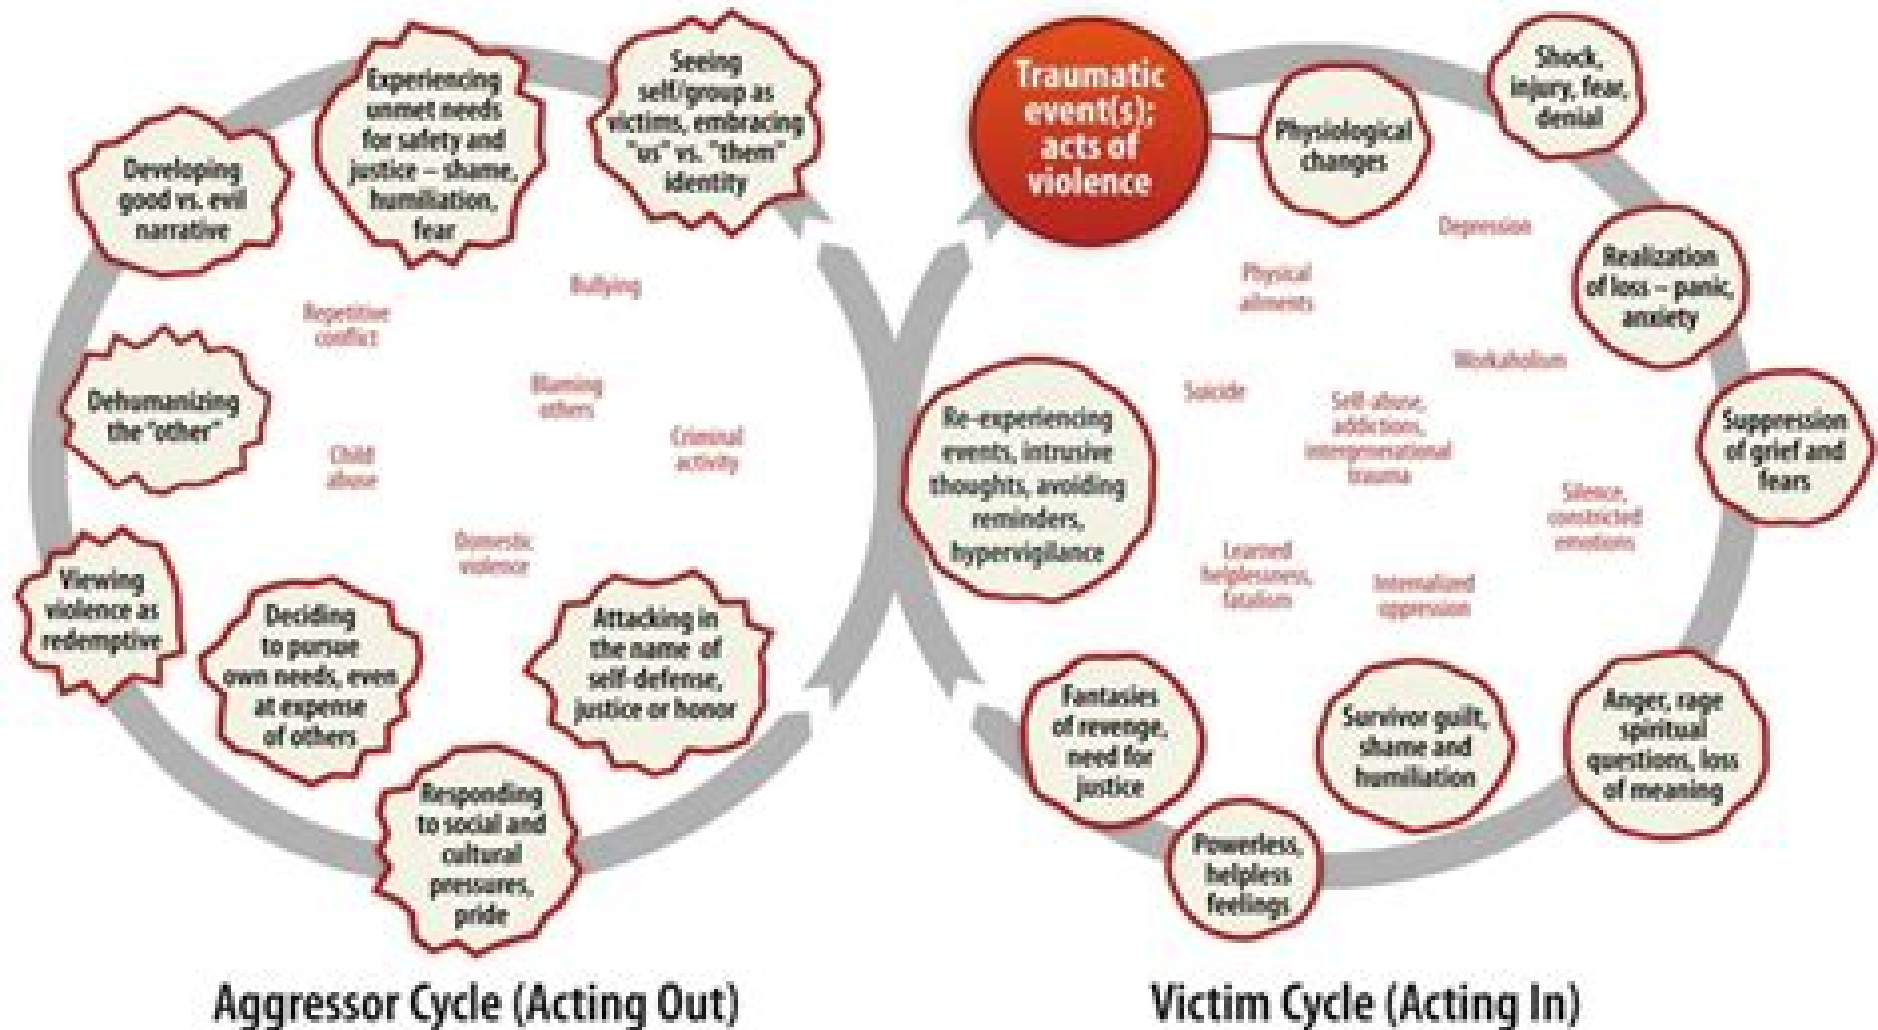 Experiencing
unmet needs
for safety and
justice – shame,
humiliation,
fear
Seeing
self/group as
victims, embracing
"us" vs. "them"
identity
Developing
good vs. evil
narrative
Dehumanizing
the "other"
Viewing
violence as
redemptive
Deciding
to pursue
own needs, even
at expense
of others
Responding
to social and
cultural
pressures,
pride
Attacking in
the name of
self-defense,
justice or honor
Bullying
Repetitive
conflict
Blaming
others
Criminal
activity
Child
abuse
Domestic
violence
Aggressor Cycle (Acting Out)
Traumatic
event(s);
acts of
violence
Physiological
changes
Shock,
injury, fear,
denial
Realization
of loss – panic,
anxiety
Suppression
of grief and
fears
Anger, rage
spiritual
questions, loss
of meaning
Survivor guilt,
shame and
humiliation
Powerless,
helpless
feelings
Fantasies
of revenge,
need for
justice
Re-experiencing
events, intrusive
thoughts, avoiding
reminders,
hypervigilance
Depression
Physical
ailments
Workaholism
Suicide
Self-abuse,
addictions,
intergenerational
trauma
Silence,
constricted
emotions
Learned
helplessness,
fatalism
Internalized
oppression
Victim Cycle (Acting In)